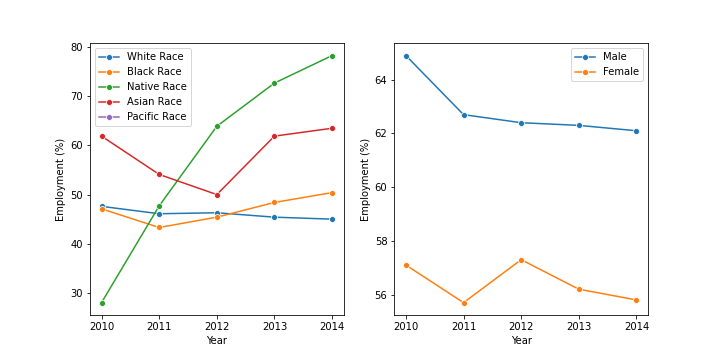 White Race
Black Race
Native Race
Asian Race
Pacific Race
80
70
60
50
40
30
Employment (%)
2010 2011 2012 2013 2014
Year
Male
Female
64
62
60
58
56
Employment (%)
2010 2011 2012 2013 2014
Year